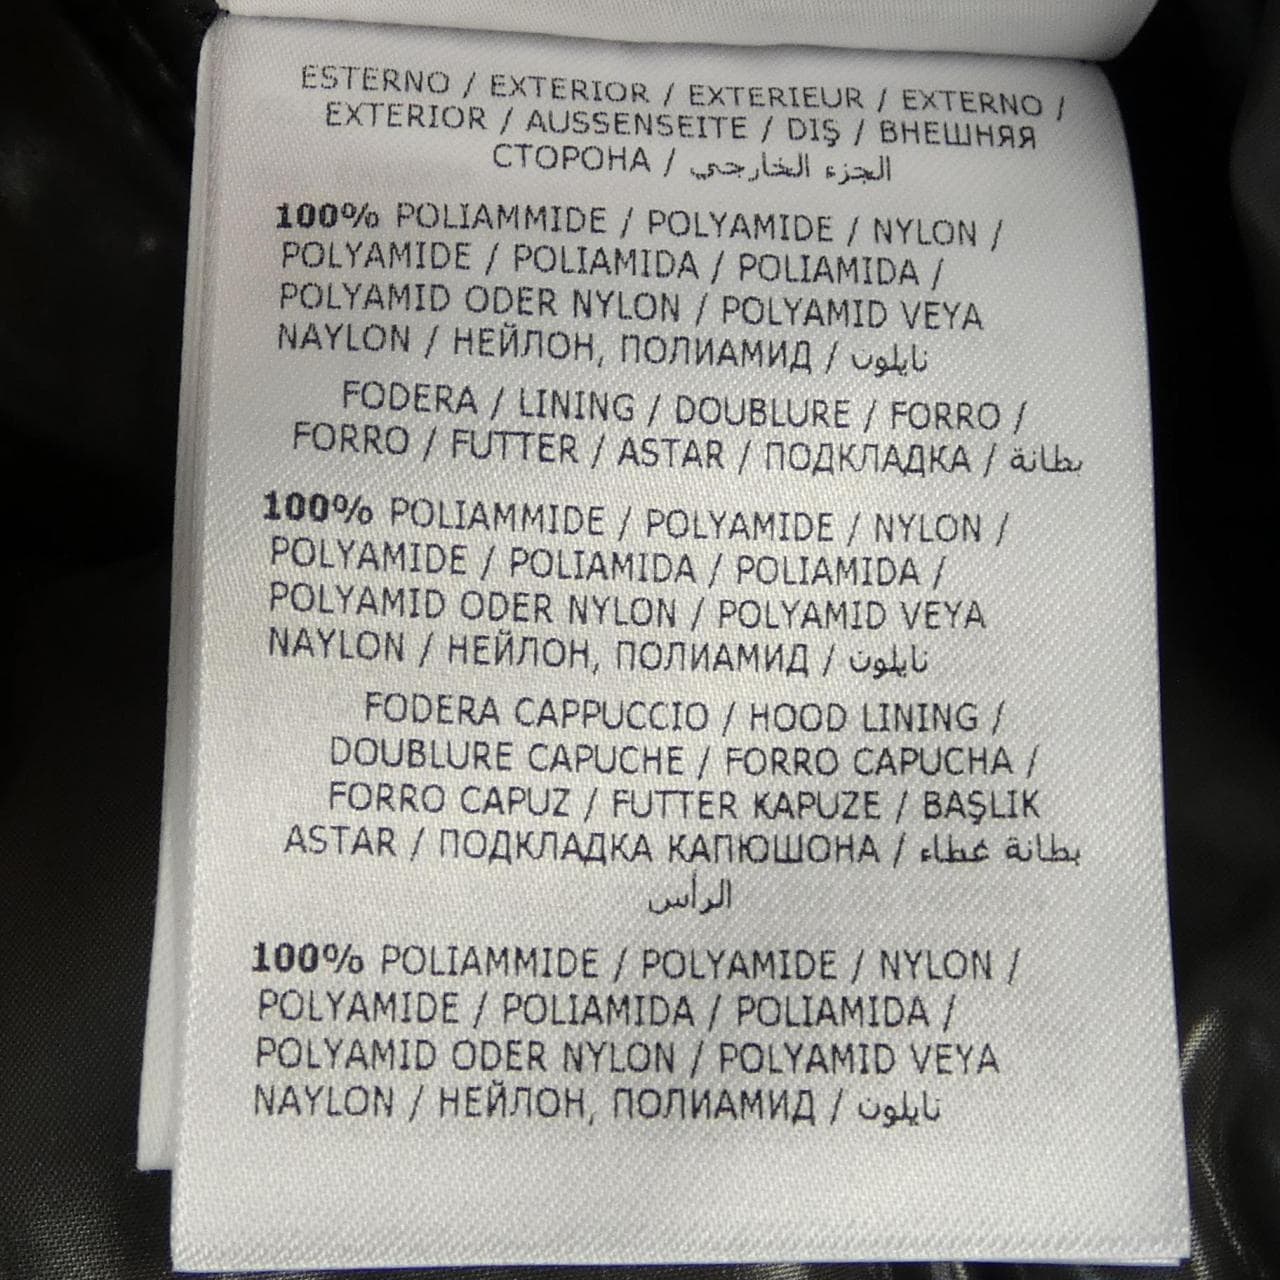 ESTERNO / EXTERIOR / EXTERIEUR / EXTERNO /
EXTERIOR / AUSSENSEITE / DIŞ / ВНЕШНЯЯ
СТОРОНА / الجزء الخارجي
100% POLIAMMIDE / POLYAMIDE / NYLON /
POLYAMIDE / POLIAMIDA / POLIAMIDA /
POLYAMID ODER NYLON / POLYAMID VEYA
NAYLON / НЕЙЛОН, ПОЛИАМИД / نايلون
FODERA / LINING / DOUBLURE / FORRO /
FORRO / FUTTER / ASTAR / ПОДКЛАДКА / بطانة
100% POLIAMMIDE / POLYAMIDE / NYLON /
POLYAMIDE / POLIAMIDA / POLIAMIDA /
POLYAMID ODER NYLON / POLYAMID VEYA
NAYLON / НЕЙЛОН, ПОЛИАМИД / نايلون
FODERA CAPPUCCIO / HOOD LINING /
DOUBLURE CAPUCHE / FORRO CAPUCHA /
FORRO CAPUZ / FUTTER KAPUZE / BAŞLIK
ASTAR / ПОДКЛАДКА КАПЮШОНА / بطانة غطاء
الرأس
100% POLIAMMIDE / POLYAMIDE / NYLON /
POLYAMIDE / POLIAMIDA / POLIAMIDA /
POLYAMID ODER NYLON / POLYAMID VEYA
NAYLON / НЕЙЛОН, ПОЛИАМИД / نايلون